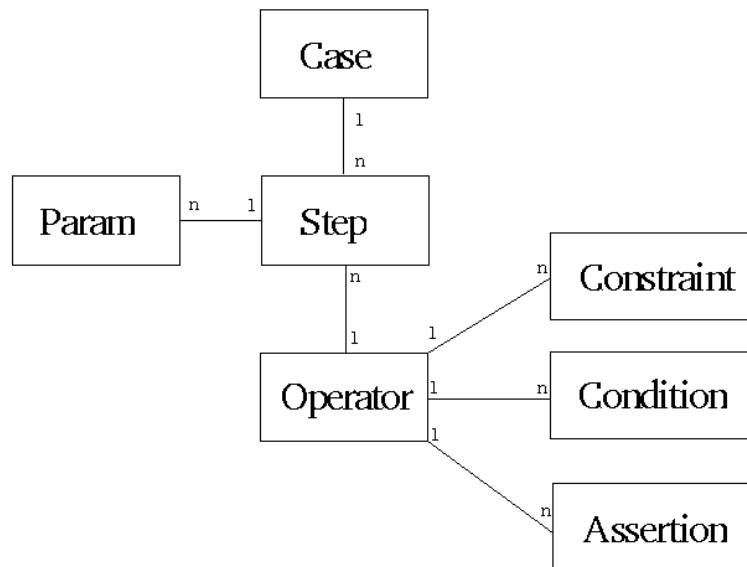 Case
1
n
Param
n
1
Step
n
1
Operator
1
n
Constraint
1
n
Condition
1
n
Assertion